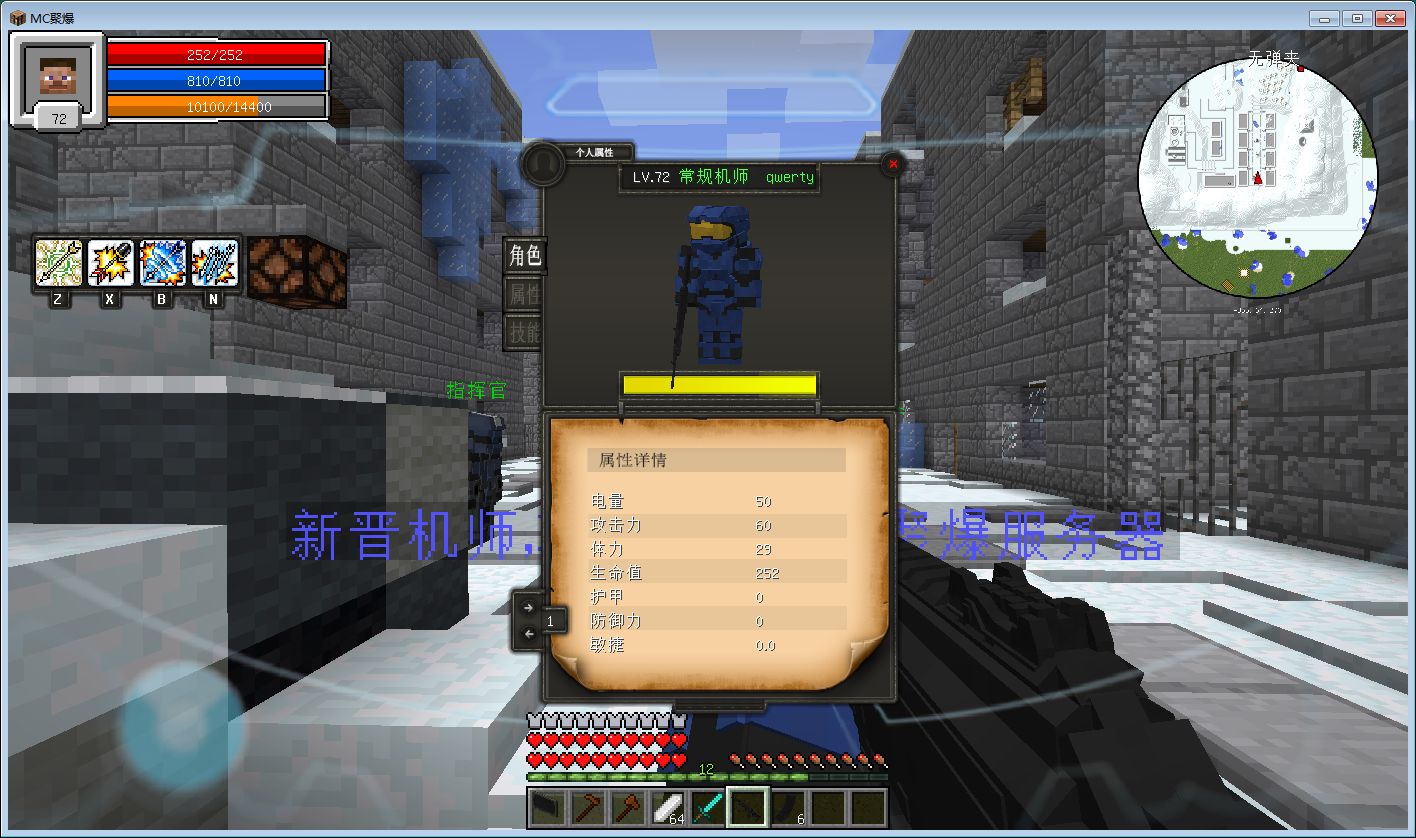 MC聚爆
252/252
810/810
10100/14400
72
无弹夹
个人属性
LV.72 常规机师 qwerty
角色
属性
技能
Z X B N
指挥官
新晋机师,
爆服务器
属性详情
电量 50
攻击力 60
体力 29
生命值 252
护甲 0
防御力 0
敏捷 0.0
1
12
64
6